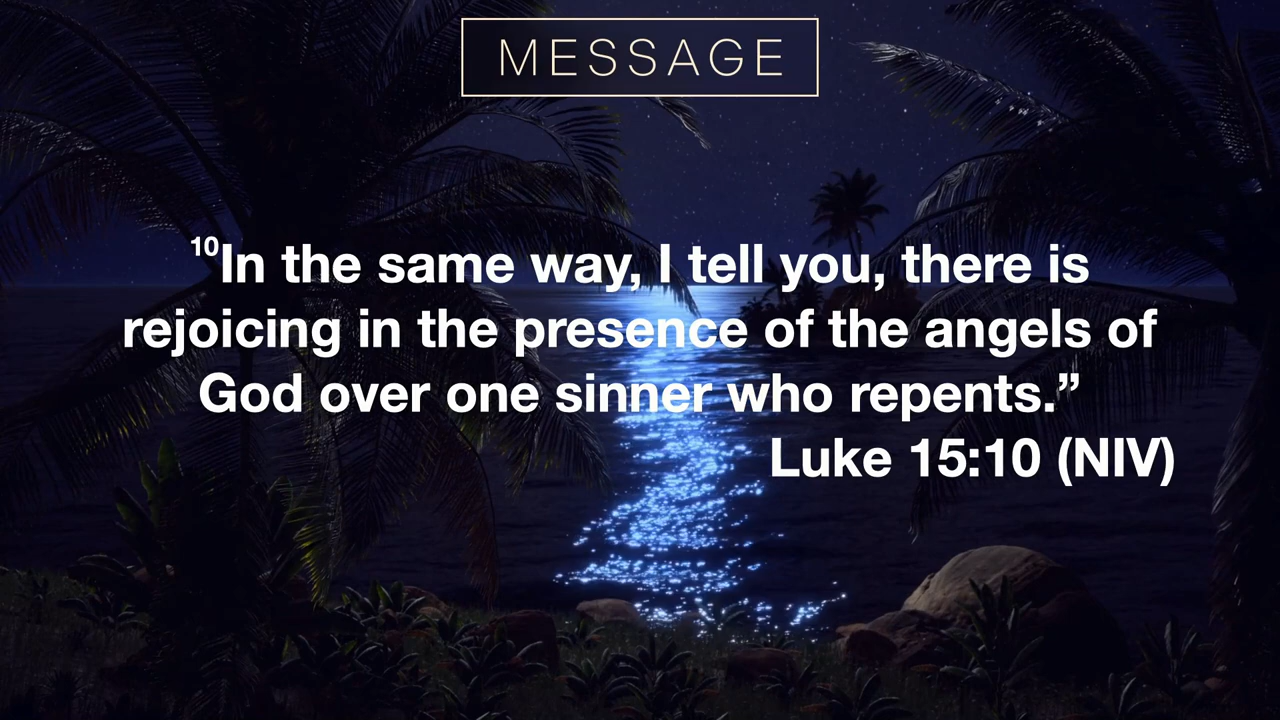 MESSAGE
¹⁰In the same way, I tell you, there is
rejoicing in the presence of the angels of
God over one sinner who repents.”
Luke 15:10 (NIV)